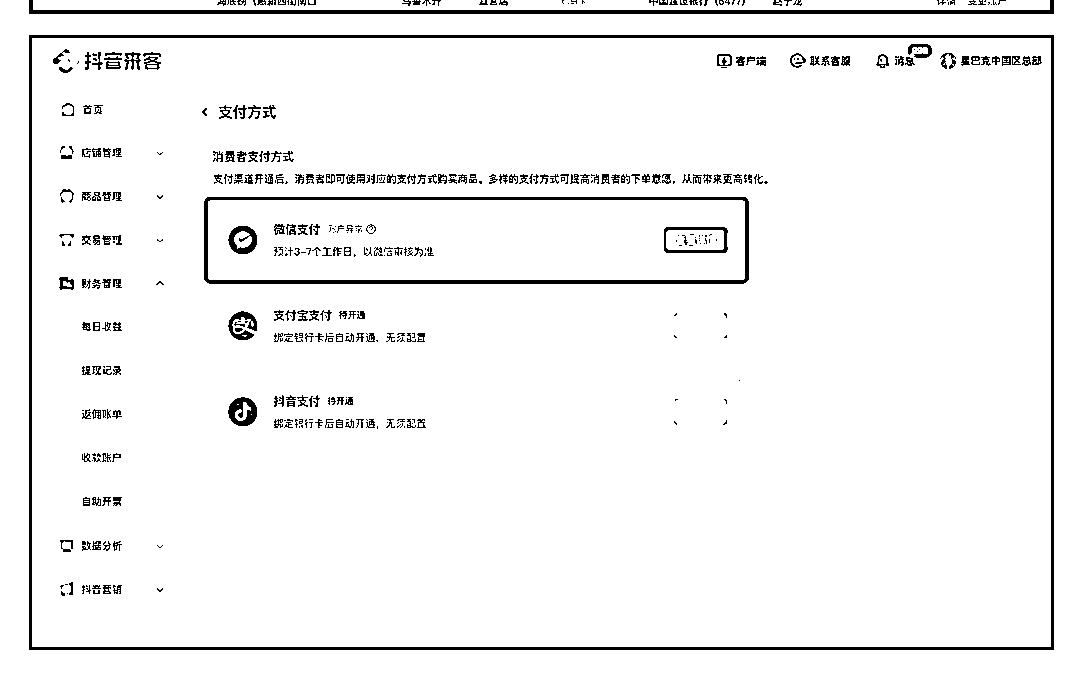 抖音来客
客户端 联系客服 消息 星巴克中国区总部
首页
店铺管理
商品管理
交易管理
财务管理
每日收益
提现记录
返佣账单
收款账户
自动开票
数据分析
抖音营销
支付方式
消费者支付方式
支付渠道开通后，消费者即可使用对应的支付方式购买商品。多样的支付方式可提高消费者的下单意愿，从而带来更高转化。
微信支付 账户异常
预计3-7个工作日，以微信审核为准
支付宝支付 待开通
绑定银行卡后自动开通，无须配置
抖音支付 待开通
绑定银行卡后自动开通，无须配置